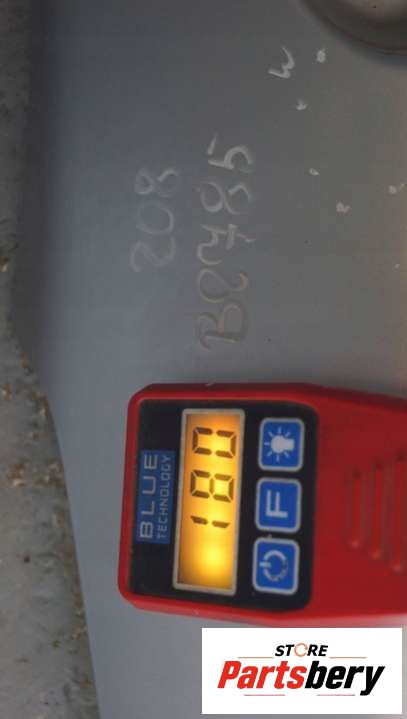 208
BLUE
TECHNOLOGY
180
F
STORE
Partsbery